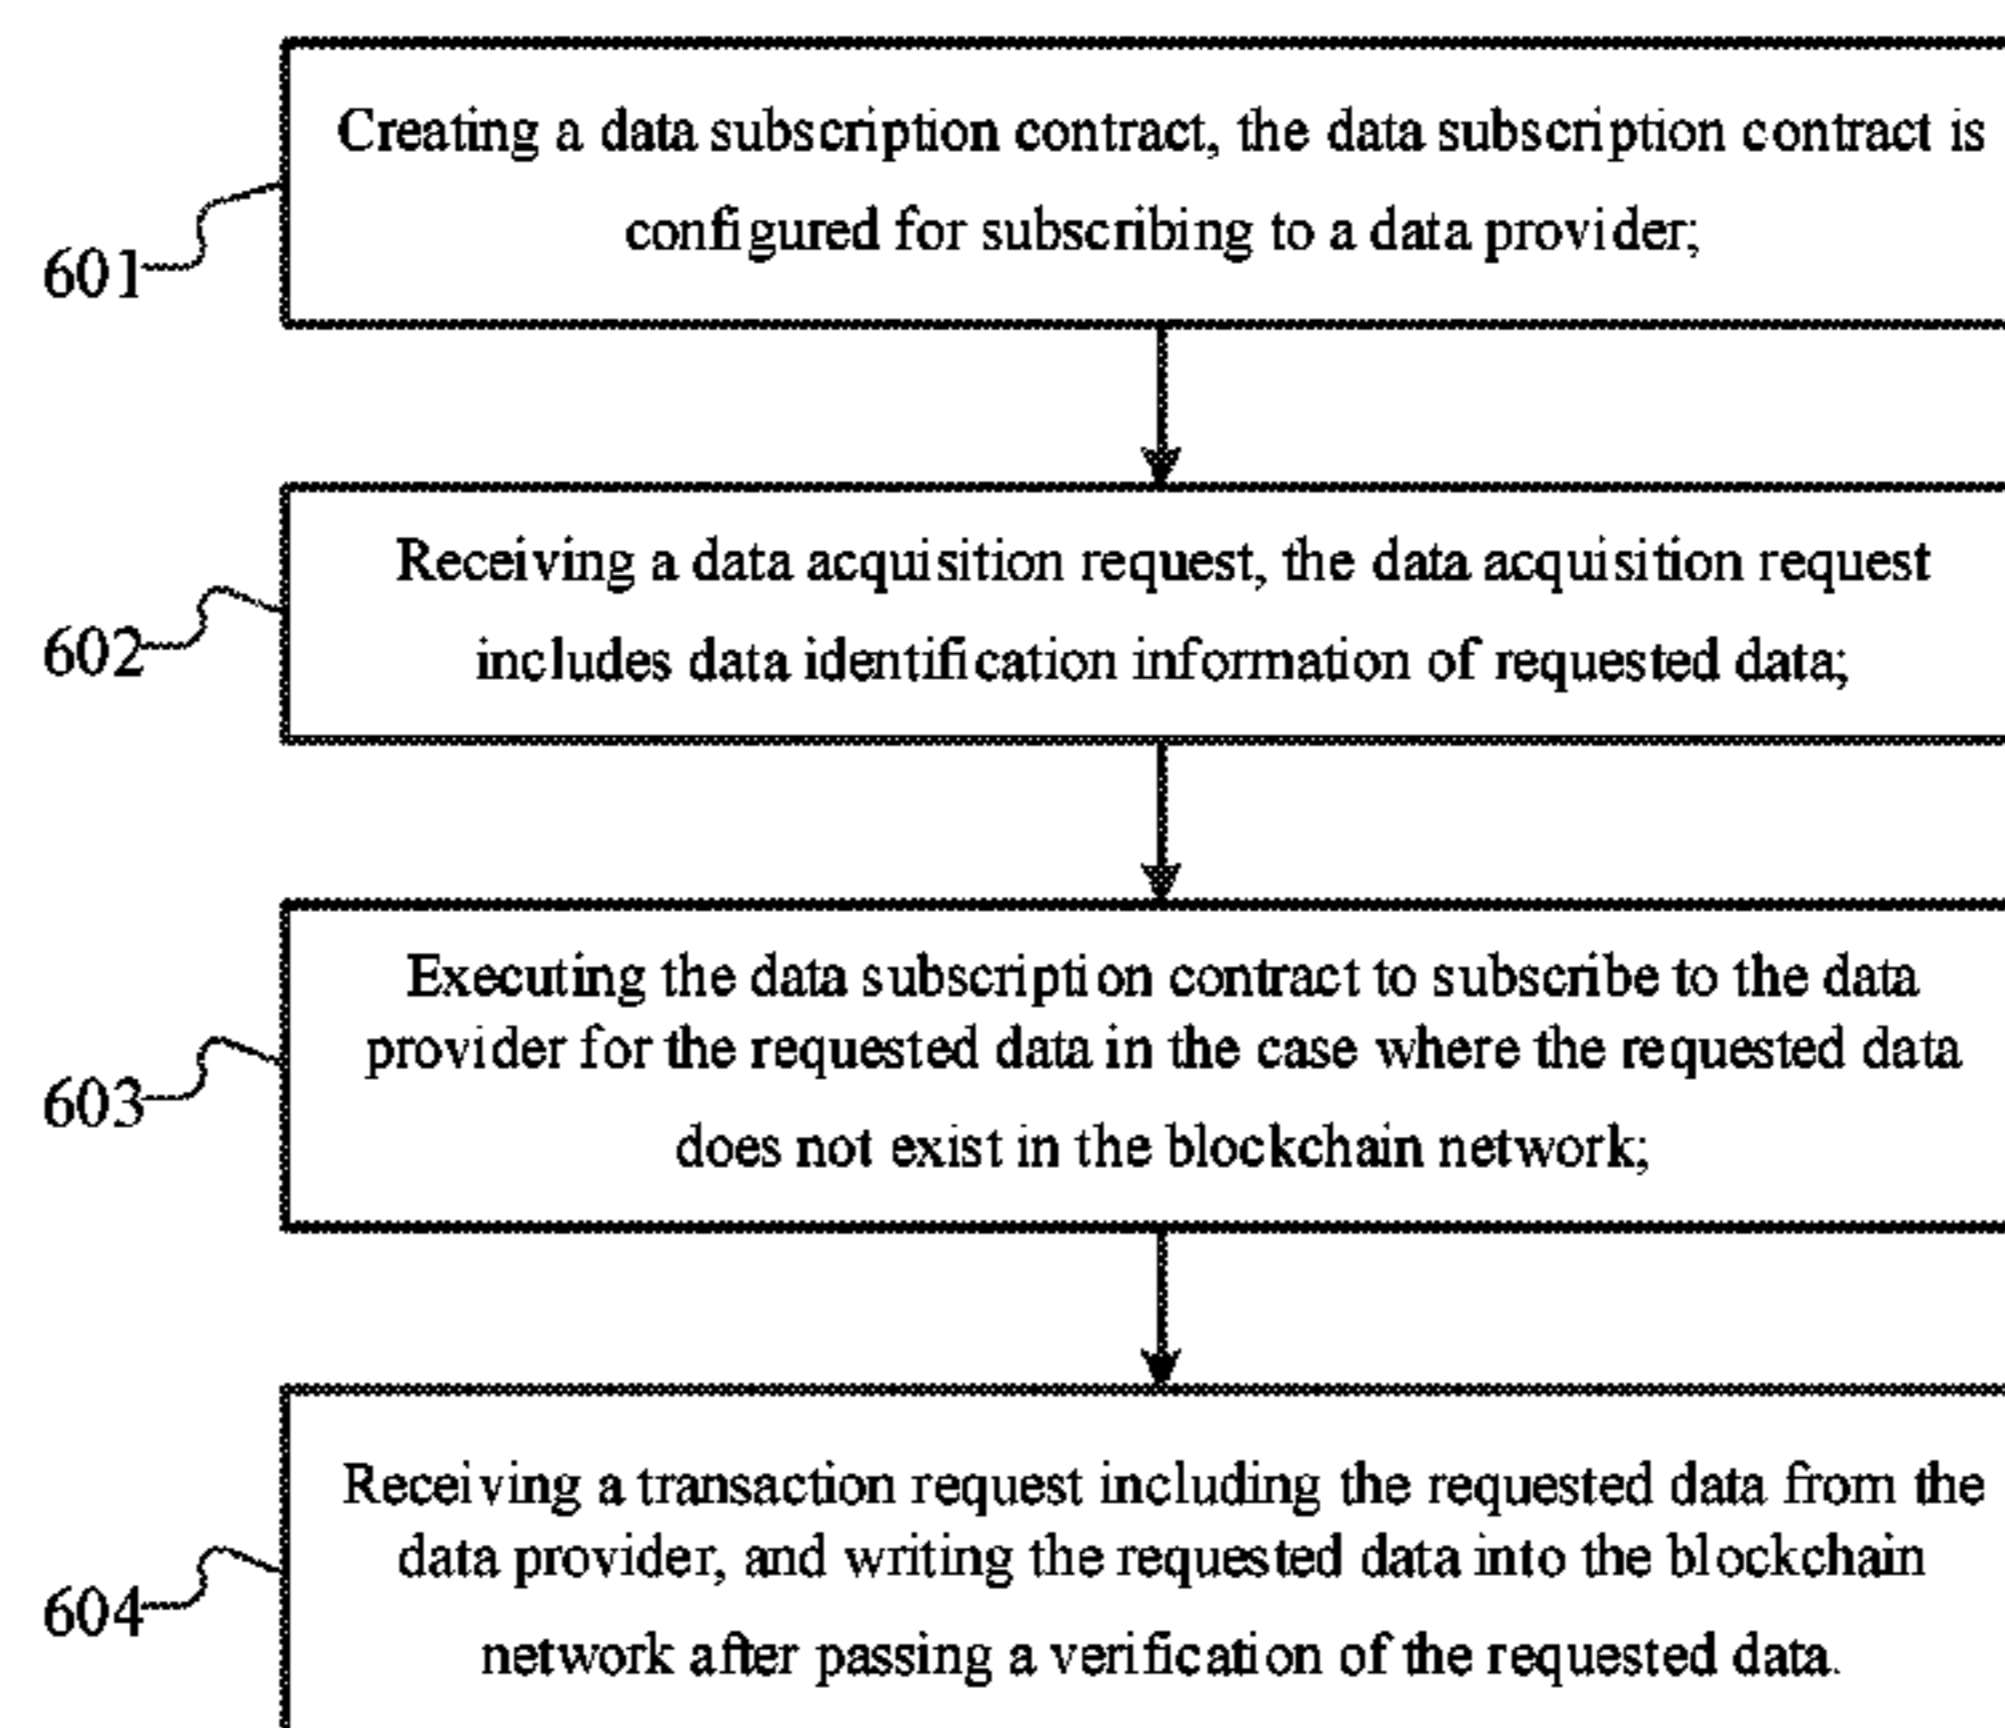 Creating a data subscription contract, the data subscription contract is
configured for subscribing to a data provider;
601
Receiving a data acquisition request, the data acquisition request
includes data identification information of requested data;
602
Executing the data subscription contract to subscribe to the data
provider for the requested data in the case where the requested data
does not exist in the blockchain network;
603
Receiving a transaction request including the requested data from the
data provider, and writing the requested data into the blockchain
network after passing a verification of the requested data.
604